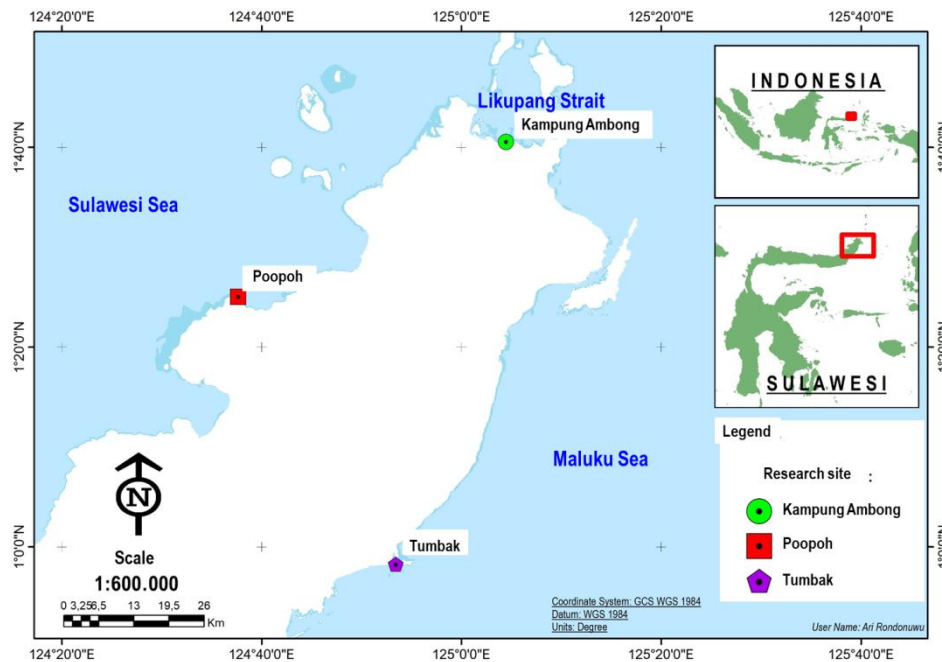 124°20'0"E
124°40'0"E
125°0'0"E
125°20'0"E
125°40'0"E
Likupang Strait
Kampung Ambong
Sulawesi Sea
Poopoh
Maluku Sea
Tumbak
1°40'0"N
1°20'0"N
1°0'0"N
INDONESIA
SULAWESI
Legend
Research site :
Kampung Ambong
Poopoh
Tumbak
N
Scale
1:600.000
0 3,25 6,5 13 19,5 26
Km
Coordinate System: GCS WGS 1984
Datum: WGS 1984
Units: Degree
User Name: Ari Rondonuwu
124°20'0"E
124°40'0"E
125°0'0"E
125°20'0"E
125°40'0"E